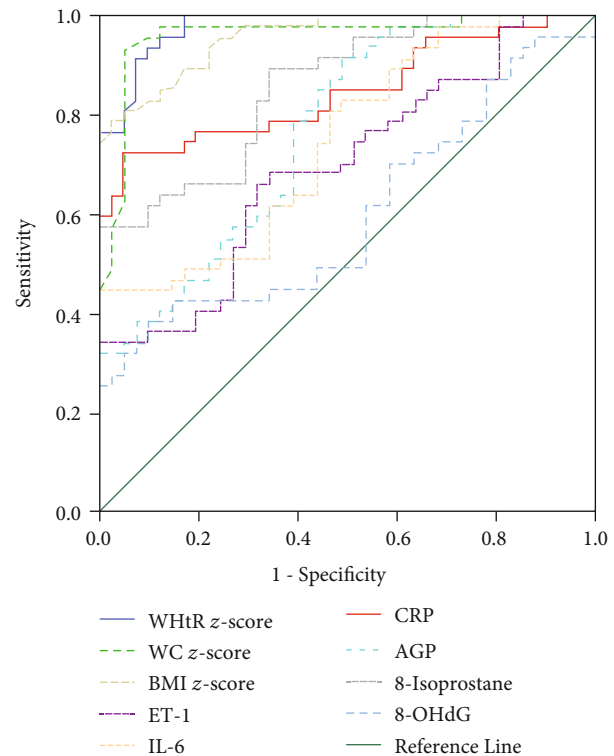 1.0
0.8
0.6
0.4
0.2
0.0
Sensitivity
0.0 0.2 0.4 0.6 0.8 1.0
1 - Specificity
WHtR z-score
WC z-score
BMI z-score
ET-1
IL-6
CRP
AGP
8-Isoprostane
8-OHdG
Reference Line